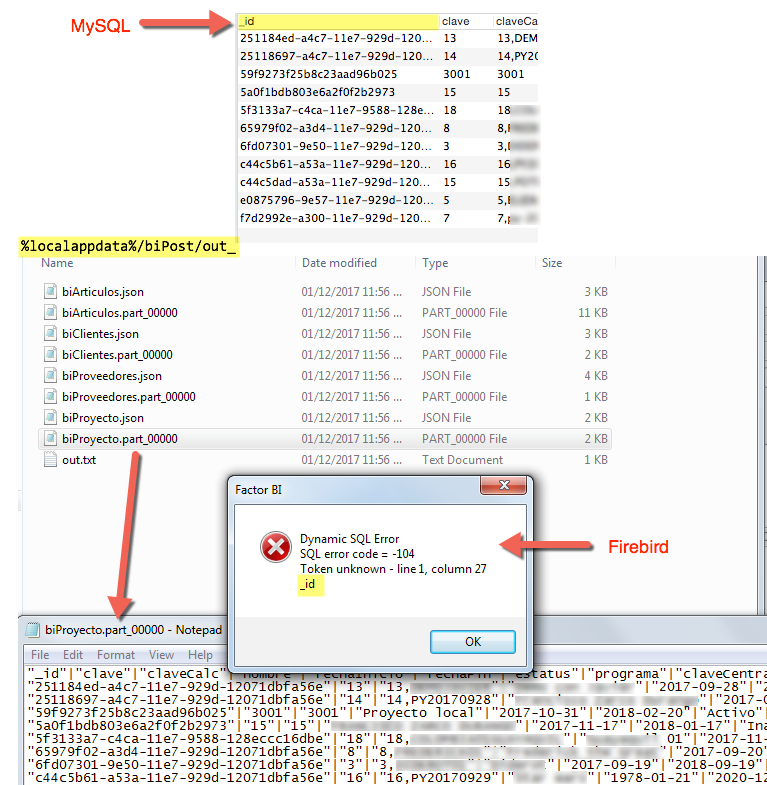 MySQL
_id clave claveCa
251184ed-a4c7-11e7-929d-120... 13 13,DEM
25118697-a4c7-11e7-929d-120... 14 14,PY20
59f9273f25b8c23aad96b025 3001 3001
5a0f1bdb803e6a2f0f2b2973 15 15
5f3133a7-c4ca-11e7-9588-128e... 18 18
65979f02-a3d4-11e7-929d-120... 8 8,
6fd07301-9e50-11e7-929d-120... 3 3,
c44c5b61-a53a-11e7-929d-120... 16 16
c44c5dad-a53a-11e7-929d-120... 15 15
e0875796-9e57-11e7-929d-120... 5 5,
f7d2992e-a300-11e7-929d-120... 7 7,
%localappdata%/biPost/out_
Name Date modified Type Size
biArticulos.json 01/12/2017 11:56 ... JSON File 3 KB
biArticulos.part_00000 01/12/2017 11:56 ... PART_00000 File 11 KB
biClientes.json 01/12/2017 11:56 ... JSON File 3 KB
biClientes.part_00000 01/12/2017 11:56 ... PART_00000 File 2 KB
biProveedores.json 01/12/2017 11:56 ... JSON File 4 KB
biProveedores.part_00000 01/12/2017 11:56 ... PART_00000 File 1 KB
biProyecto.json 01/12/2017 11:56 ... JSON File 2 KB
biProyecto.part_00000 01/12/2017 11:56 ... PART_00000 File 2 KB
out.txt 01/12/2017 11:56 ... Text Document 1 KB
Factor BI
Dynamic SQL Error
SQL error code = -104
Token unknown - line 1, column 27
_id
OK
Firebird
biProyecto.part_00000 - Notepad
File Edit Format View Help
"_id"|"clave"|"claveCalc"|"nombre"|"fechaInicio"|"fechaFin"|"estatus"|"programa"|"claveCentra
"251184ed-a4c7-11e7-929d-12071dbfa56e"|"13"|"13, "|"2017-09-28"|"2
"25118697-a4c7-11e7-929d-12071dbfa56e"|"14"|"14,PY20170928"|
"59f9273f25b8c23aad96b025"|"3001"|"3001"|"Proyecto local"|"2017-10-31"|"2018-02-20"|"Activo"|
"5a0f1bdb803e6a2f0f2b2973"|"15"|"15"| |"2017-11-17"|"2018-01-17"|"Ina
"5f3133a7-c4ca-11e7-9588-128eccc16dbe"|"18"|"18, 01"|"2017-11-
"65979f02-a3d4-11e7-929d-12071dbfa56e"|"8"|"8, |"2017-09-20"
"6fd07301-9e50-11e7-929d-12071dbfa56e"|"3"|"3, |"2017-09-19"|"2018-09-19"|
"c44c5b61-a53a-11e7-929d-12071dbfa56e"|"16"|"16,PY20170929"| |"1978-01-21"|"2020-12